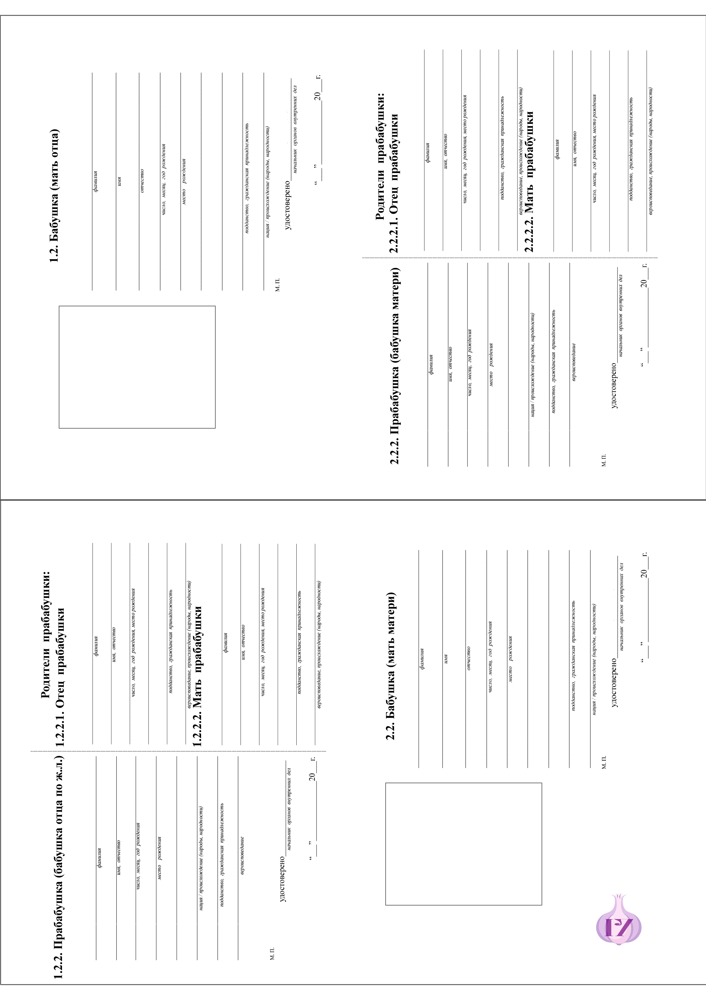 1.2. Бабушка (мать отца)
фамилия
имя
отчество
число, месяц, год рождения
место рождения
подданство, гражданская принадлежность
нация / происхождение (народы, народности)
М. П.
удостоверено
начальник органов внутренних дел
“ ” 20 г.
2.2.2. Прабабушка (бабушка матери)
фамилия
имя, отчество
число, месяц, год рождения
место рождения
нация / происхождение (народы, народности)
подданство, гражданская принадлежность
вероисповедание
М. П.
удостоверено
начальник органов внутренних дел
“ ” 20 г.
Родители прабабушки:
2.2.2.1. Отец прабабушки
фамилия
имя, отчество
число, месяц, год рождения, место рождения
подданство, гражданская принадлежность
вероисповедание, происхождение (народы, народности)
2.2.2.2. Мать прабабушки
фамилия
имя, отчество
число, месяц, год рождения, место рождения
подданство, гражданская принадлежность
вероисповедание, происхождение (народы, народности)
1.2.2. Прабабушка (бабушка отца по ж.л.)
фамилия
имя, отчество
число, месяц, год рождения
место рождения
нация / происхождение (народы, народности)
подданство, гражданская принадлежность
вероисповедание
М. П.
удостоверено
начальник органов внутренних дел
“ ” 20 г.
Родители прабабушки:
1.2.2.1. Отец прабабушки
фамилия
имя, отчество
число, месяц, год рождения, место рождения
подданство, гражданская принадлежность
вероисповедание, происхождение (народы, народности)
1.2.2.2. Мать прабабушки
фамилия
имя, отчество
число, месяц, год рождения, место рождения
подданство, гражданская принадлежность
вероисповедание, происхождение (народы, народности)
2.2. Бабушка (мать матери)
фамилия
имя
отчество
число, месяц, год рождения
место рождения
подданство, гражданская принадлежность
нация / происхождение (народы, народности)
М. П.
удостоверено
начальник органов внутренних дел
“ ” 20 г.